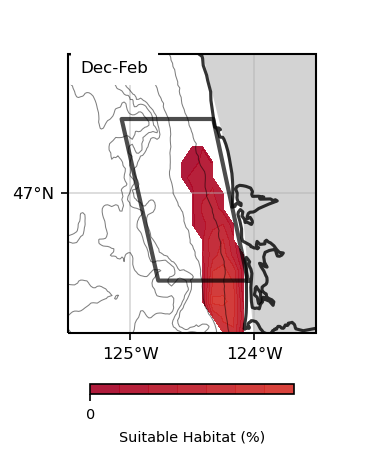 Dec-Feb
47°N
125°W 124°W
0
Suitable Habitat (%)